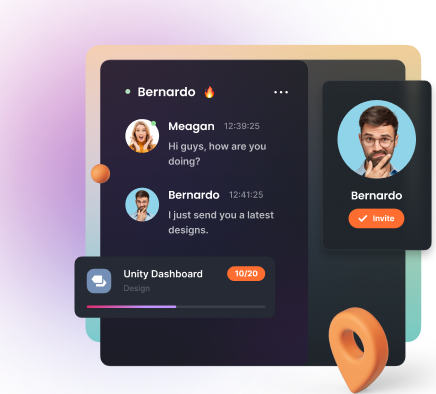 Bernardo 🔥
Meagan 12:39:25
Hi guys, how are you
doing?
Bernardo 12:41:25
I just send you a latest
designs.
Bernardo
Invite
Unity Dashboard 10/20
Design